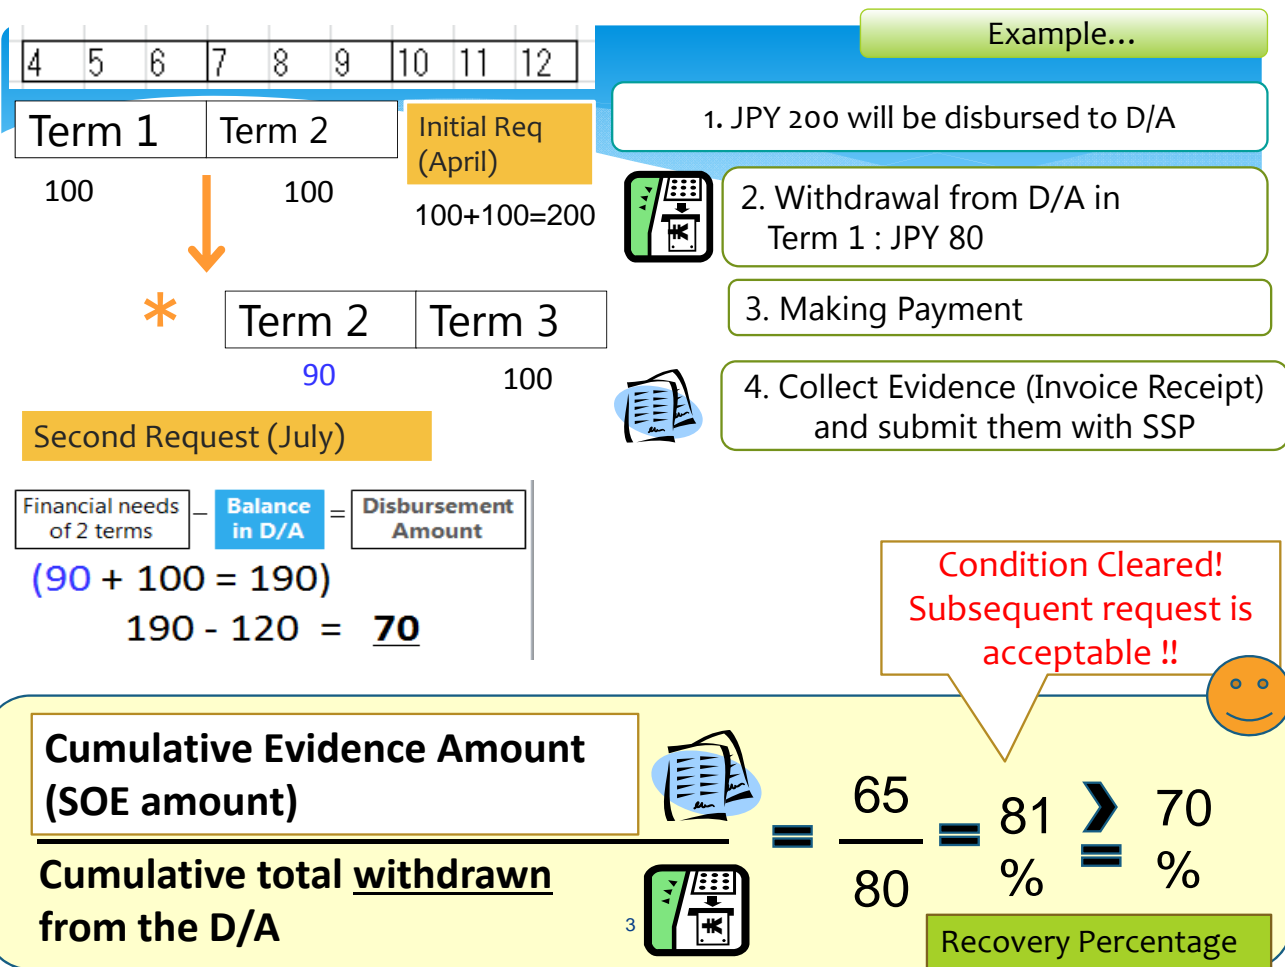 Example...
4 5 6 7 8 9 10 11 12
Term 1 Term 2
Initial Req
(April)
100 100
100+100=200
1. JPY 200 will be disbursed to D/A
2. Withdrawal from D/A in
Term 1 : JPY 80
3. Making Payment
4. Collect Evidence (Invoice Receipt)
and submit them with SSP
* Term 2 Term 3
90 100
Second Request (July)
Financial needs
of 2 terms
–
Balance
in D/A
=
Disbursement
Amount
(90 + 100 = 190)
190 - 120 = 70
Condition Cleared!
Subsequent request is
acceptable !!
Cumulative Evidence Amount
(SOE amount)
Cumulative total withdrawn
from the D/A
65
80
81
%
70
%
Recovery Percentage
3